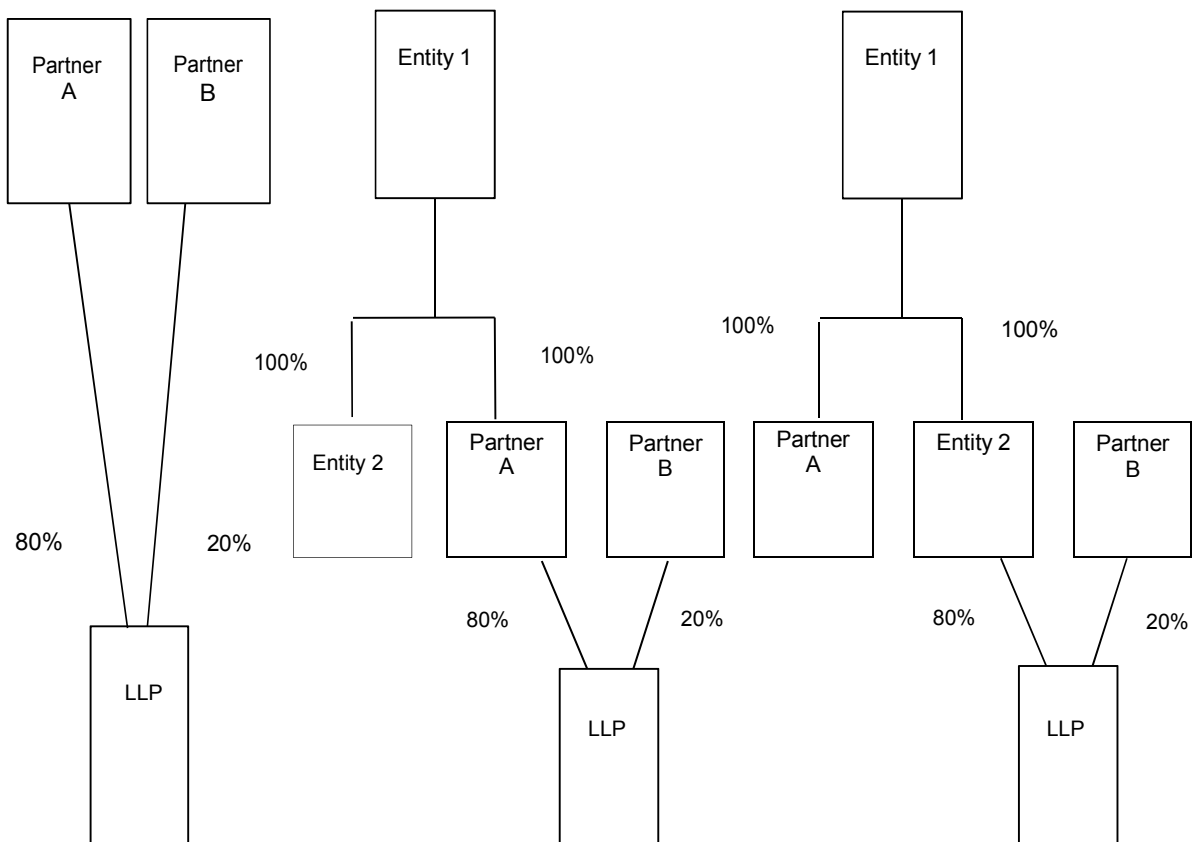 Partner
A
Partner
B
80%
20%
LLP
Entity 1
100%
100%
Entity 2
Partner
A
Partner
B
80%
20%
LLP
Entity 1
100%
100%
Partner
A
Entity 2
Partner
B
80%
20%
LLP